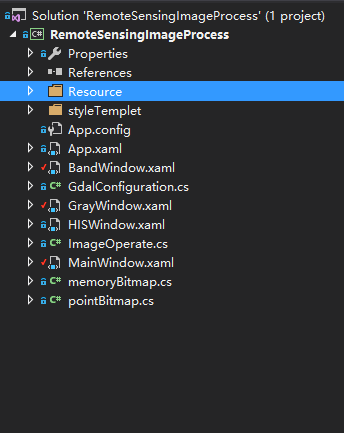 Solution 'RemoteSensingImageProcess' (1 project)
C# RemoteSensingImageProcess
Properties
References
Resource
styleTemplet
App.config
App.xaml
BandWindow.xaml
C# GdalConfiguration.cs
GrayWindow.xaml
HISWindow.xaml
C# ImageOperate.cs
MainWindow.xaml
C# memoryBitmap.cs
C# pointBitmap.cs